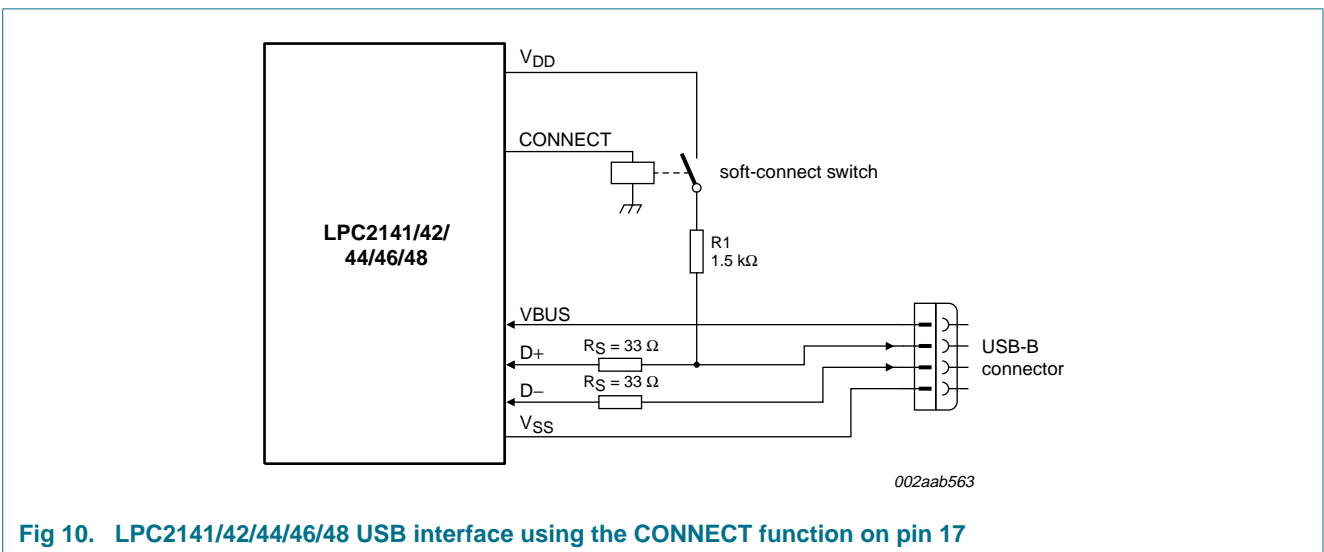 VDD
CONNECT
soft-connect switch
LPC2141/42/
44/46/48
R1
1.5 kΩ
VBUS
D+
RS = 33 Ω
USB-B
connector
D−
RS = 33 Ω
VSS
002aab563
Fig 10. LPC2141/42/44/46/48 USB interface using the CONNECT function on pin 17